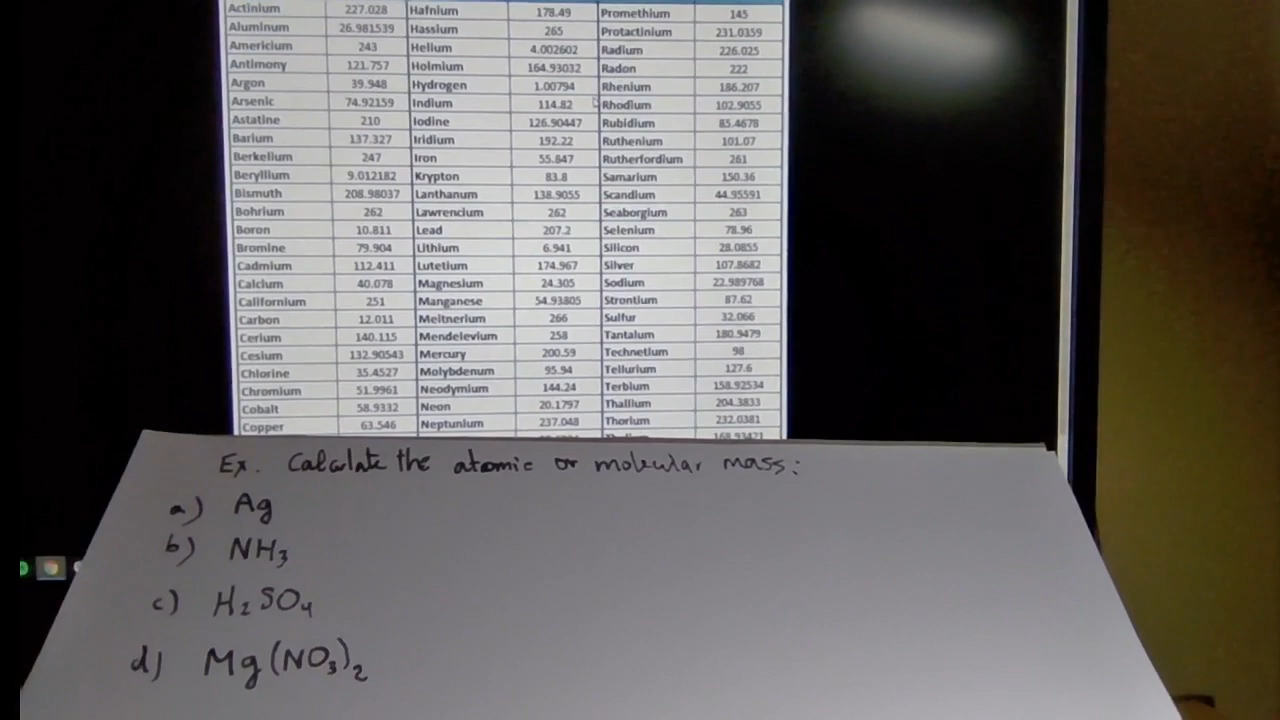 Actinium 227.028 Hafnium 178.49 Promethium 145
Aluminum 26.981539 Hassium 265 Protactinium 231.0359
Americium 243 Helium 4.002602 Radium 226.025
Antimony 121.757 Holmium 164.93032 Radon 222
Argon 39.948 Hydrogen 1.00794 Rhenium 186.207
Arsenic 74.92159 Indium 114.82 Rhodium 102.9055
Astatine 210 Iodine 126.90447 Rubidium 85.4678
Barium 137.327 Iridium 192.22 Ruthenium 101.07
Berkelium 247 Iron 55.847 Rutherfordium 261
Beryllium 9.012182 Krypton 83.8 Samarium 150.36
Bismuth 208.98037 Lanthanum 138.9055 Scandium 44.95591
Bohrium 262 Lawrencium 262 Seaborgium 263
Boron 10.811 Lead 207.2 Selenium 78.96
Bromine 79.904 Lithium 6.941 Silicon 28.0855
Cadmium 112.411 Lutetium 174.967 Silver 107.8682
Calcium 40.078 Magnesium 24.305 Sodium 22.989768
Californium 251 Manganese 54.93805 Strontium 87.62
Carbon 12.011 Meitnerium 266 Sulfur 32.066
Cerium 140.115 Mendelevium 258 Tantalum 180.9479
Cesium 132.90543 Mercury 200.59 Technetium 98
Chlorine 35.4527 Molybdenum 95.94 Tellurium 127.6
Chromium 51.9961 Neodymium 144.24 Terbium 158.92534
Cobalt 58.9332 Neon 20.1797 Thallium 204.3833
Copper 63.546 Neptunium 237.048 Thorium 232.0381
168.93421
Ex. Calculate the atomic or molecular mass:
a) Ag
b) NH₃
c) H₂SO₄
d) Mg(NO₃)₂